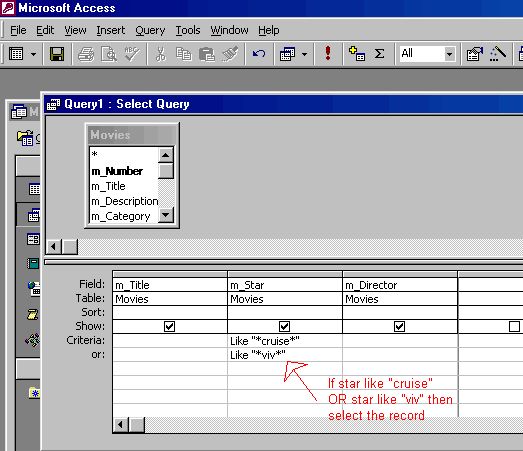 Microsoft Access
File Edit View Insert Query Tools Window Help
All
M
Query1 : Select Query
Movies
*
m_Number
m_Title
m_Description
m_Category
Field: m_Title m_Star m_Director
Table: Movies Movies Movies
Sort:
Show:
Criteria: Like "*cruise*"
or: Like "*viv*"
If star like "cruise"
OR star like "viv" then
select the record